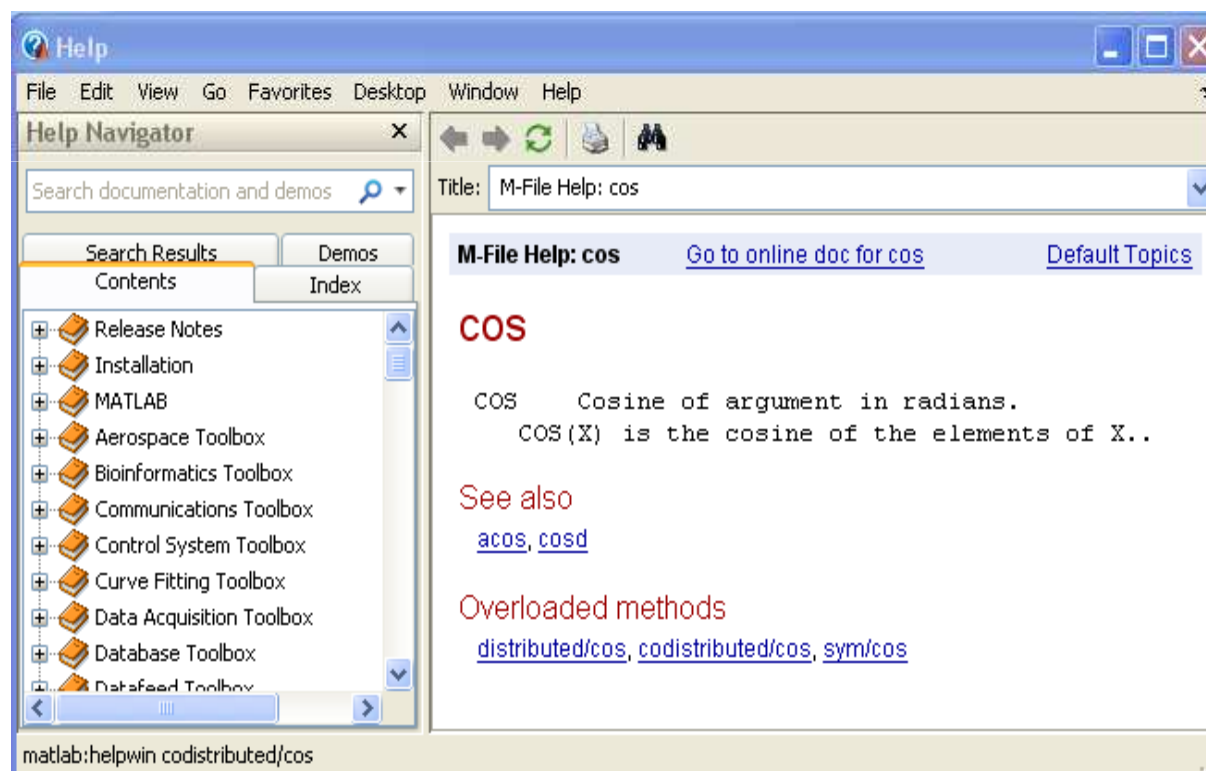 Help
File Edit View Go Favorites Desktop Window Help
Help Navigator
Search documentation and demos
Search Results Demos
Contents Index
Release Notes
Installation
MATLAB
Aerospace Toolbox
Bioinformatics Toolbox
Communications Toolbox
Control System Toolbox
Curve Fitting Toolbox
Data Acquisition Toolbox
Database Toolbox
Datafeed Toolbox
Title: M-File Help: cos
M-File Help: cos Go to online doc for cos Default Topics
cos
COS Cosine of argument in radians.
COS(X) is the cosine of the elements of X..
See also
acos, cosd
Overloaded methods
distributed/cos, codistributed/cos, sym/cos
matlab:helpwin codistributed/cos